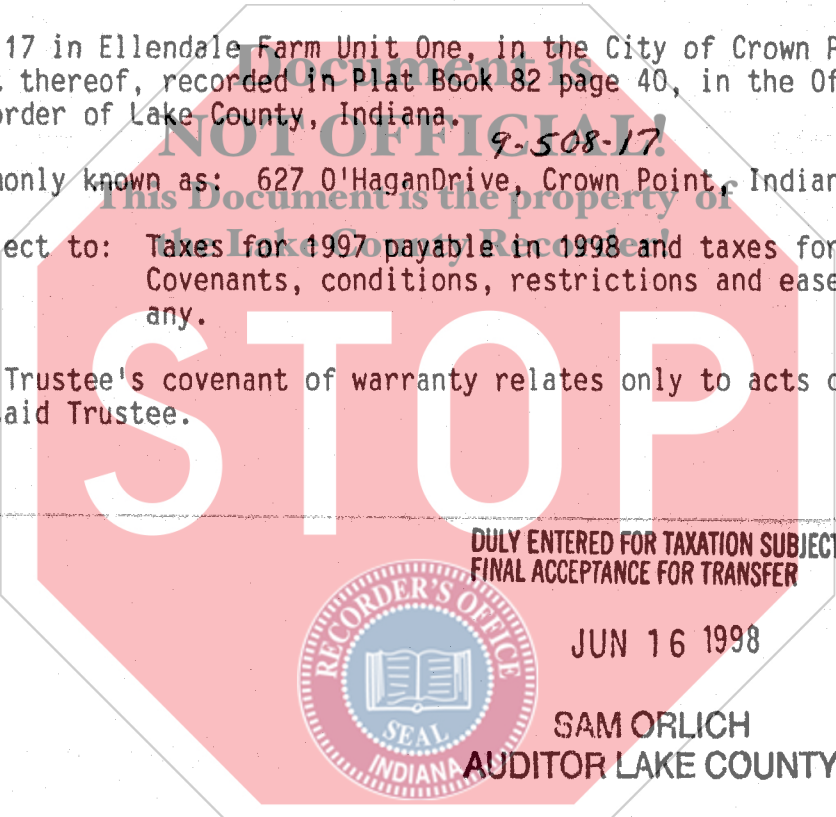 17 in Ellendale Farm Unit One, in the City of Crown P
thereof, recorded in Plat Book 82 page 40, in the Of
order of Lake County, Indiana.
9-508-17
monly known as: 627 O'HaganDrive, Crown Point, Indian
ect to: Taxes for 1997 payable in 1998 and taxes for
Covenants, conditions, restrictions and ease
any.
Trustee's covenant of warranty relates only to acts o
aid Trustee.
Document is
NOT OFFICIAL!
This Document is the property of
the Lake County Recorder!
STOP
DULY ENTERED FOR TAXATION SUBJECT
FINAL ACCEPTANCE FOR TRANSFER
JUN 16 1998
SAM ORLICH
AUDITOR LAKE COUNTY
RECORDER'S OFFICE
SEAL
INDIANA